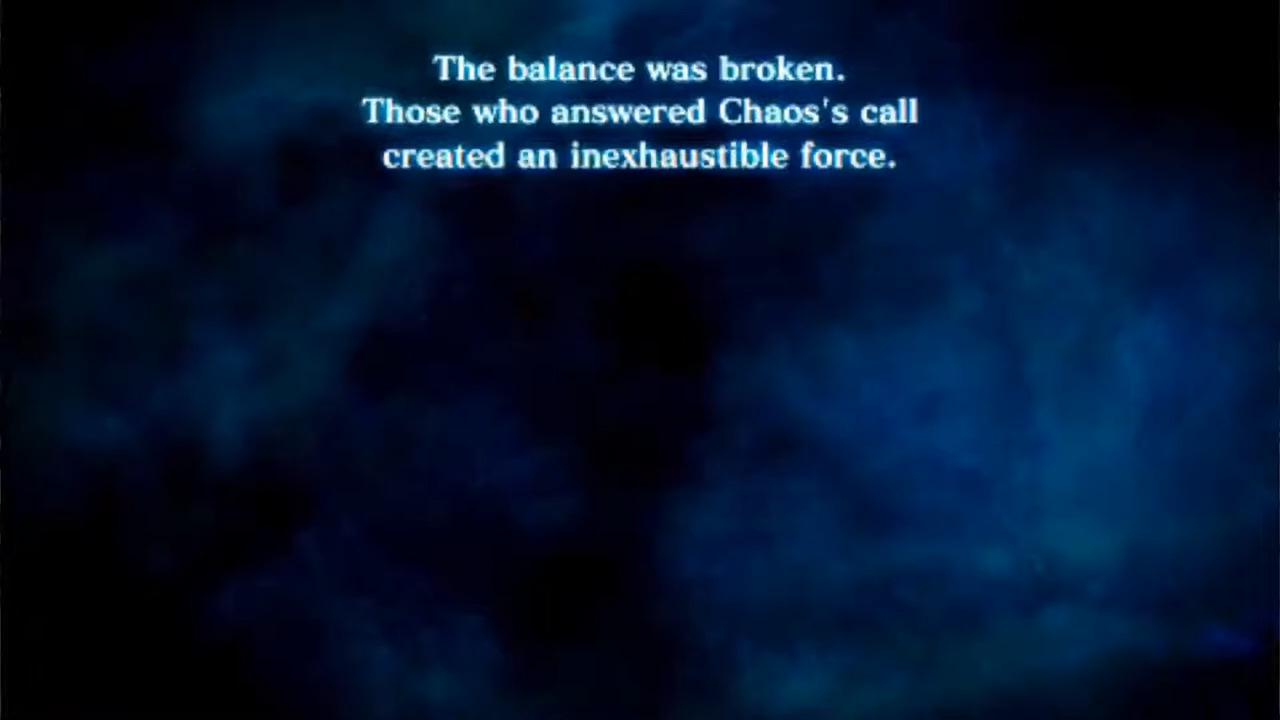 The balance was broken.
Those who answered Chaos's call
created an inexhaustible force.